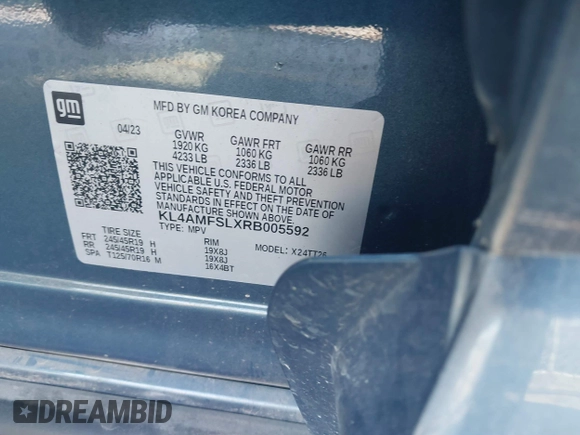 gm
MFD BY GM KOREA COMPANY
04/23 GVWR GAWR FRT GAWR RR
1920 KG 1060 KG 1060 KG
4233 LB 2336 LB 2336 LB
THIS VEHICLE CONFORMS TO ALL
APPLICABLE U.S. FEDERAL MOTOR
VEHICLE SAFETY AND THEFT PREVENTION
STANDARDS IN EFFECT ON THE DATE OF
MANUFACTURE SHOWN ABOVE.
KL4AMFSLXRB005592
TYPE: MPV
TIRE SIZE RIM MODEL: X24TT26
FRT 245/45R19 H 19X8J
RR 245/45R19 H 19X8J
SPA T125/70R16 M 16X4BT
DREAMBID